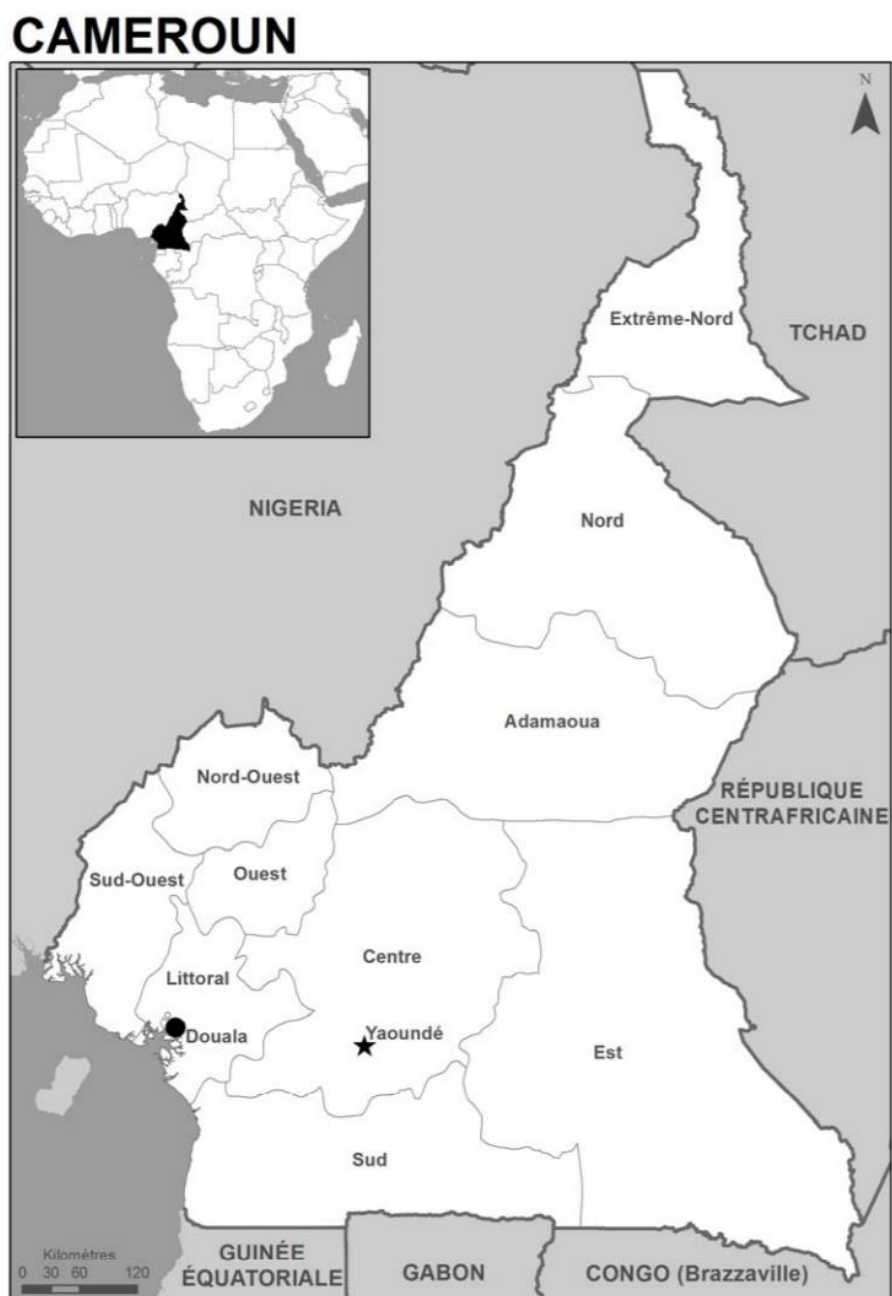 CAMEROUN
N
Extrême-Nord
TCHAD
NIGERIA
Nord
Adamaoua
Nord-Ouest
RÉPUBLIQUE
CENTRAFRICAINE
Sud-Ouest
Ouest
Centre
Littoral
Douala
Yaoundé
Est
Sud
Kilométres
0 30 60 120
GUINÉE
ÉQUATORIALE
GABON
CONGO (Brazzaville)